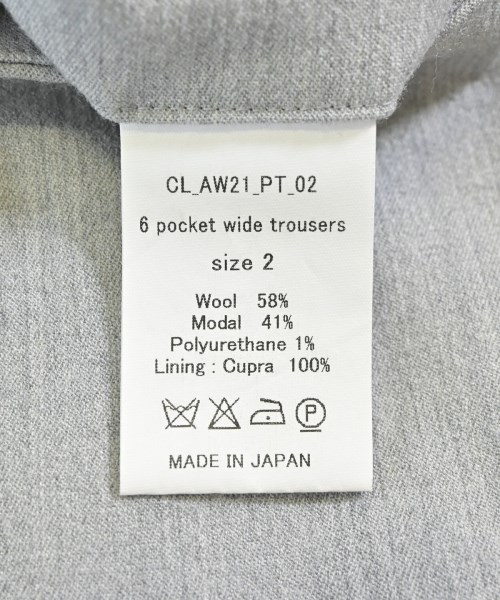 CL_AW21_PT_02
6 pocket wide trousers
size 2
Wool 58%
Modal 41%
Polyurethane 1%
Lining : Cupra 100%
P
MADE IN JAPAN